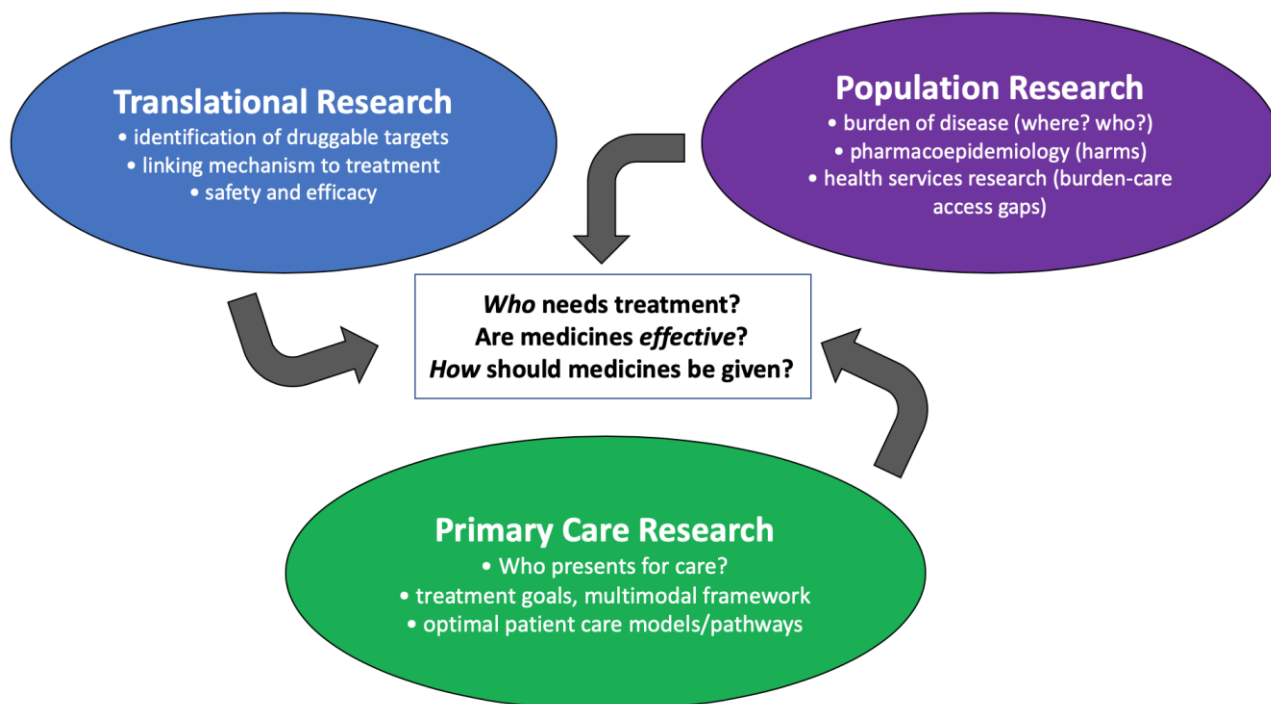 Translational Research
• identification of druggable targets
• linking mechanism to treatment
• safety and efficacy
Population Research
• burden of disease (where? who?)
• pharmacoepidemiology (harms)
• health services research (burden-care
access gaps)
Who needs treatment?
Are medicines effective?
How should medicines be given?
Primary Care Research
• Who presents for care?
• treatment goals, multimodal framework
• optimal patient care models/pathways